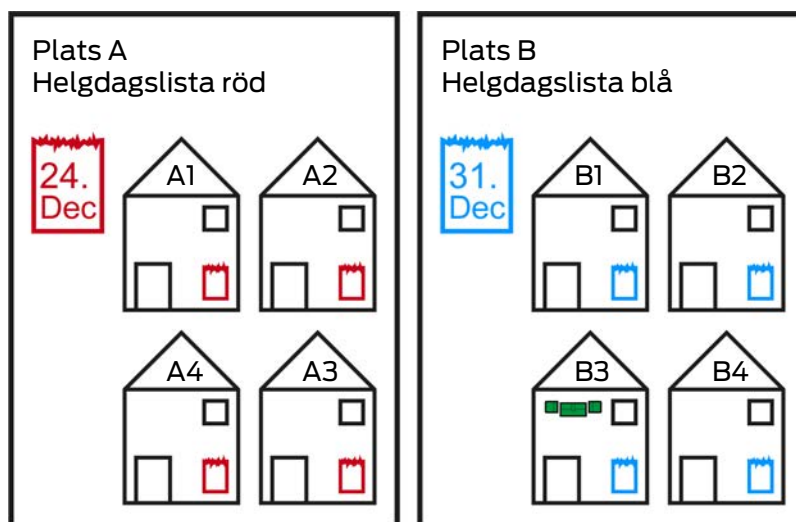 Plats A
Helgdagslista röd
24.
Dec
A1
A2
A4
A3
Plats B
Helgdagslista blå
31.
Dec
B1
B2
B3
B4